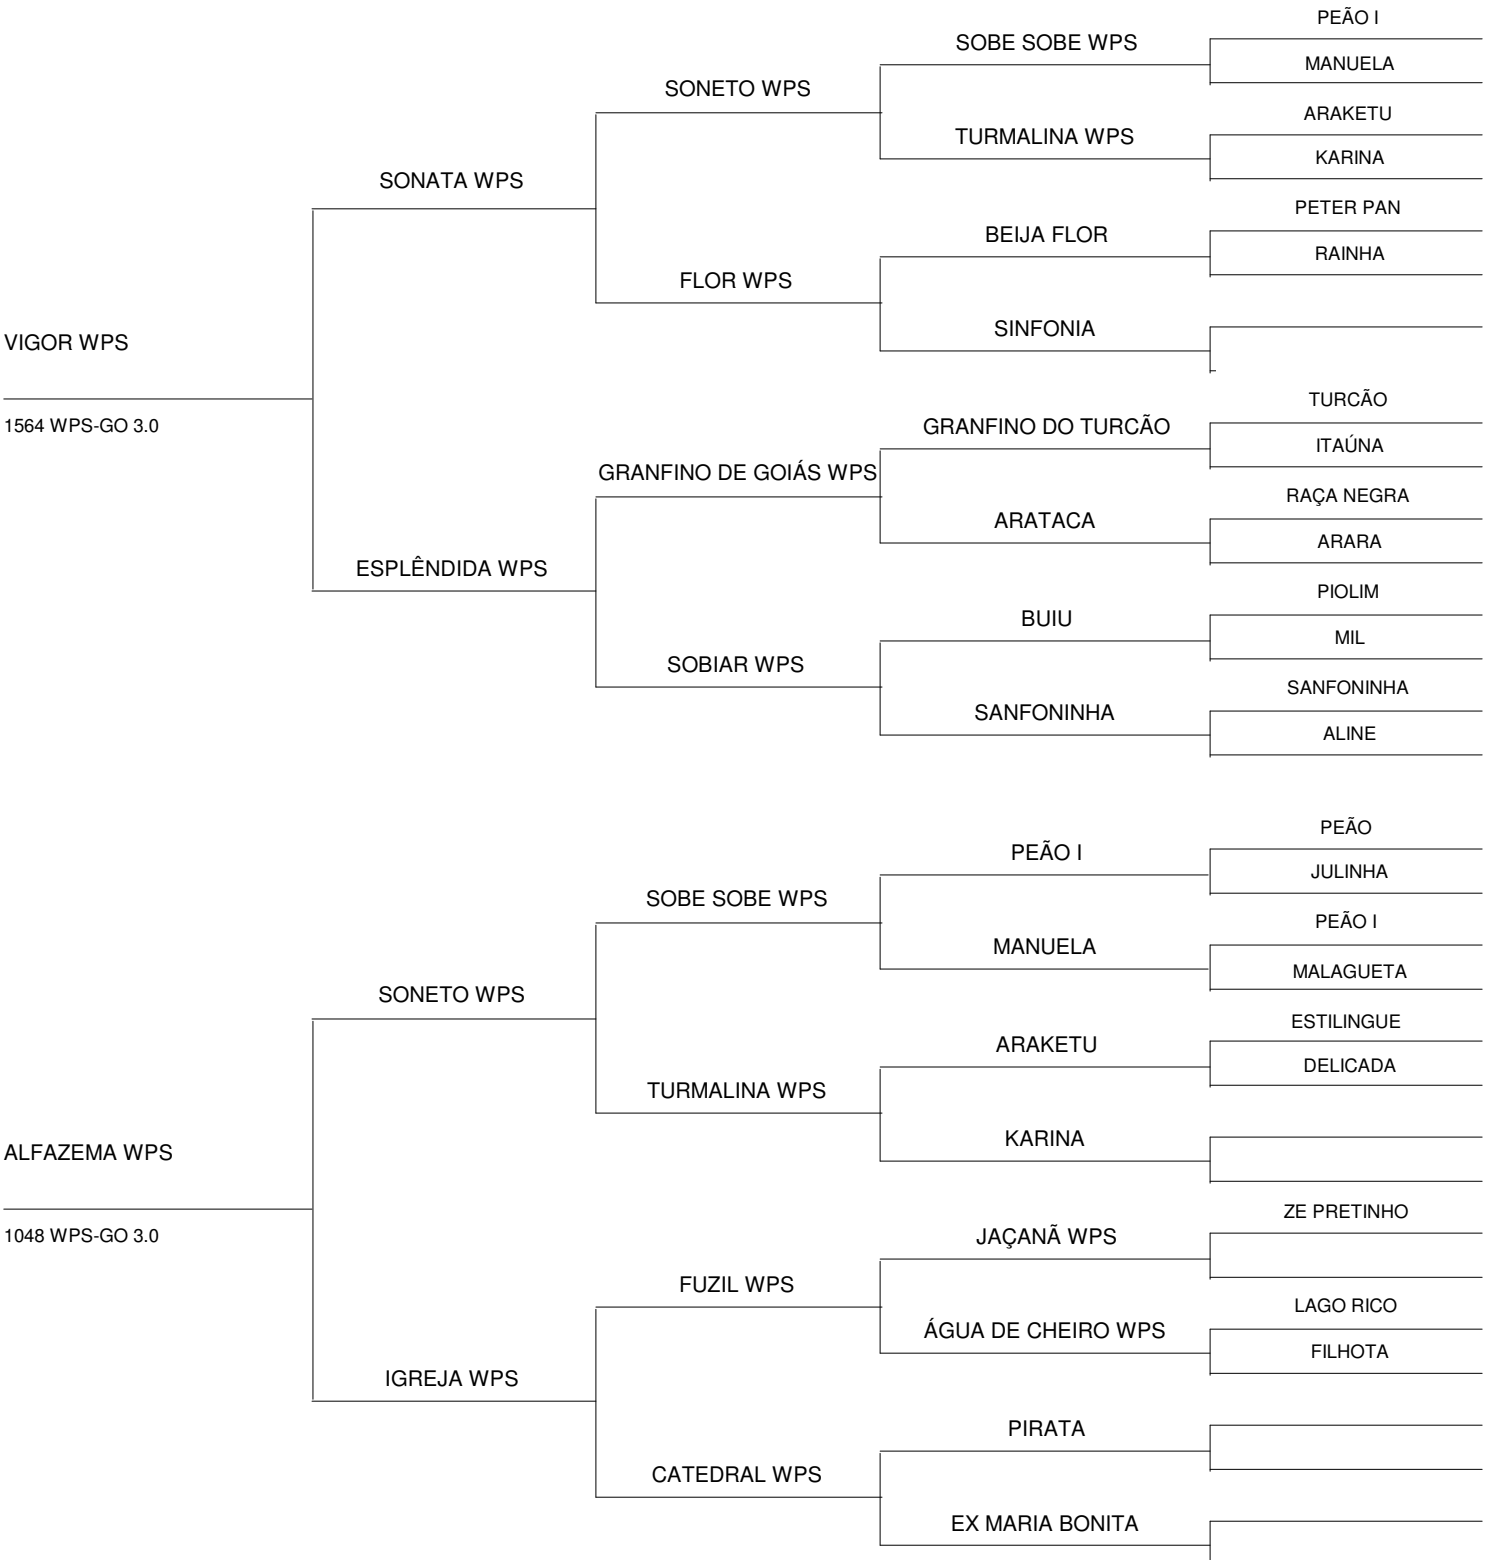 PEÃO I
SOBE SOBE WPS
MANUELA
SONETO WPS
ARAKETU
TURMALINA WPS
KARINA
SONATA WPS
PETER PAN
BEIJA FLOR
RAINHA
FLOR WPS
SINFONIA
VIGOR WPS
TURCÃO
1564 WPS-GO 3.0
GRANFINO DO TURCÃO
ITAÚNA
GRANFINO DE GOIÁS WPS
RAÇA NEGRA
ARATACA
ARARA
ESPLÊNDIDA WPS
PIOLIM
BUIU
MIL
SOBIAR WPS
SANFONINHA
SANFONINHA
ALINE
PEÃO
PEÃO I
JULINHA
SOBE SOBE WPS
PEÃO I
MANUELA
MALAGUETA
SONETO WPS
ESTILINGUE
ARAKETU
DELICADA
TURMALINA WPS
KARINA
ALFAZEMA WPS
ZE PRETINHO
1048 WPS-GO 3.0
JAÇANÃ WPS
FUZIL WPS
LAGO RICO
ÁGUA DE CHEIRO WPS
FILHOTA
IGREJA WPS
PIRATA
CATEDRAL WPS
EX MARIA BONITA